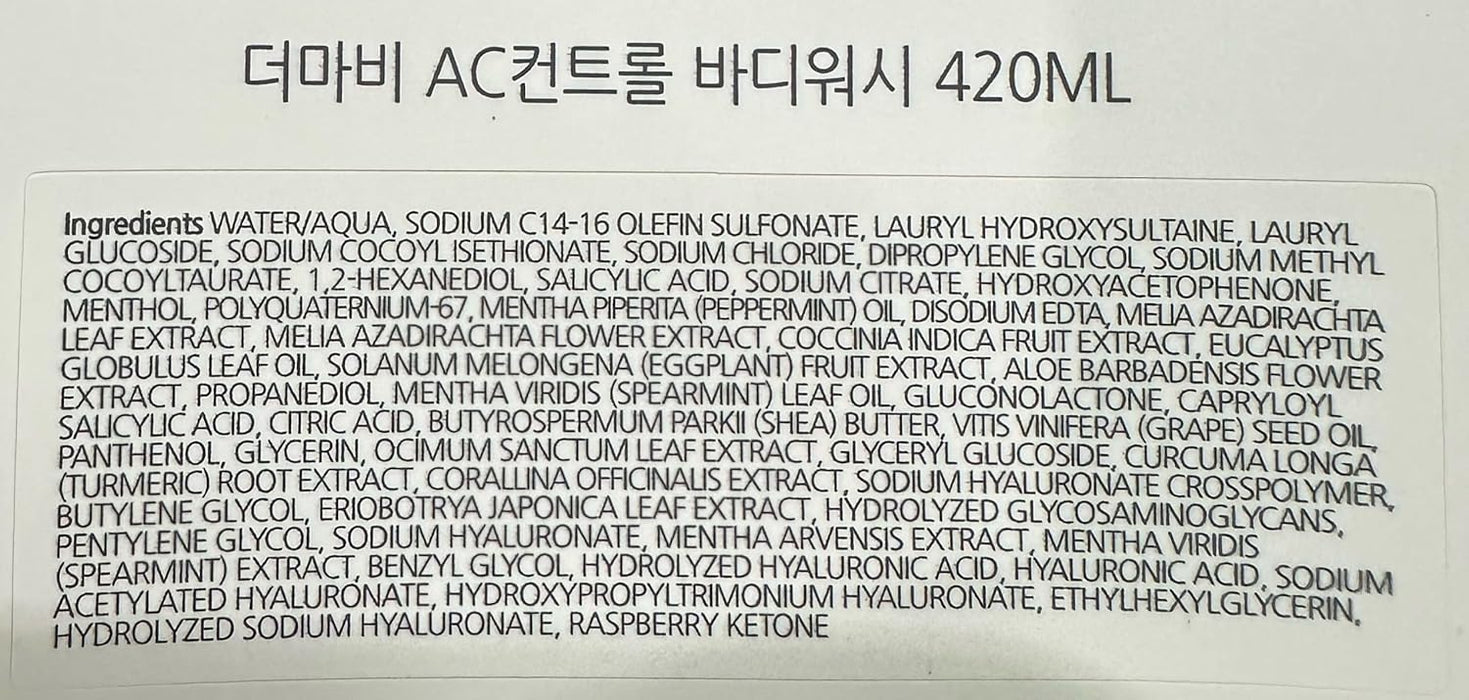 더마비 AC컨트롤 바디워시 420ML
Ingredients WATER/AQUA, SODIUM C14-16 OLEFIN SULFONATE, LAURYL HYDROXYSULTAINE, LAURYL
GLUCOSIDE, SODIUM COCOYL ISETHIONATE, SODIUM CHLORIDE, DIPROPYLENE GLYCOL, SODIUM METHYL
COCOYLTAURATE, 1,2-HEXANEDIOL, SALICYLIC ACID, SODIUM CITRATE, HYDROXYACETOPHENONE,
MENTHOL, POLYQUATERNIUM-67, MENTHA PIPERITA (PEPPERMINT) OIL, DISODIUM EDTA, MELIA AZADIRACHTA
LEAF EXTRACT, MELIA AZADIRACHTA FLOWER EXTRACT, COCCINIA INDICA FRUIT EXTRACT, EUCALYPTUS
GLOBULUS LEAF OIL, SOLANUM MELONGENA (EGGPLANT) FRUIT EXTRACT, ALOE BARBADENSIS FLOWER
EXTRACT, PROPANEDIOL, MENTHA VIRIDIS (SPEARMINT) LEAF OIL, GLUCONOLACTONE, CAPRYLOYL
SALICYLIC ACID, CITRIC ACID, BUTYROSPERMUM PARKII (SHEA) BUTTER, VITIS VINIFERA (GRAPE) SEED OIL,
PANTHENOL, GLYCERIN, OCIMUM SANCTUM LEAF EXTRACT, GLYCERYL GLUCOSIDE, CURCUMA LONGA
(TURMERIC) ROOT EXTRACT, CORALLINA OFFICINALIS EXTRACT, SODIUM HYALURONATE CROSSPOLYMER,
BUTYLENE GLYCOL, ERIOBOTRYA JAPONICA LEAF EXTRACT, HYDROLYZED GLYCOSAMINOGLYCANS,
PENTYLENE GLYCOL, SODIUM HYALURONATE, MENTHA ARVENSIS EXTRACT, MENTHA VIRIDIS
(SPEARMINT) EXTRACT, BENZYL GLYCOL, HYDROLYZED HYALURONIC ACID, HYALURONIC ACID, SODIUM
ACETYLATED HYALURONATE, HYDROXYPROPYLTRIMONIUM HYALURONATE, ETHYLHEXYLGLYCERIN,
HYDROLYZED SODIUM HYALURONATE, RASPBERRY KETONE